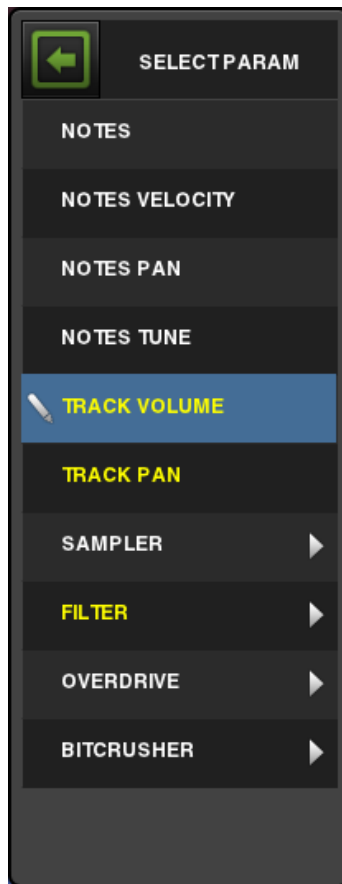 SELECT PARAM
NOTES
NOTES VELOCITY
NOTES PAN
NOTES TUNE
TRACK VOLUME
TRACK PAN
SAMPLER
FILTER
OVERDRIVE
BITCRUSHER